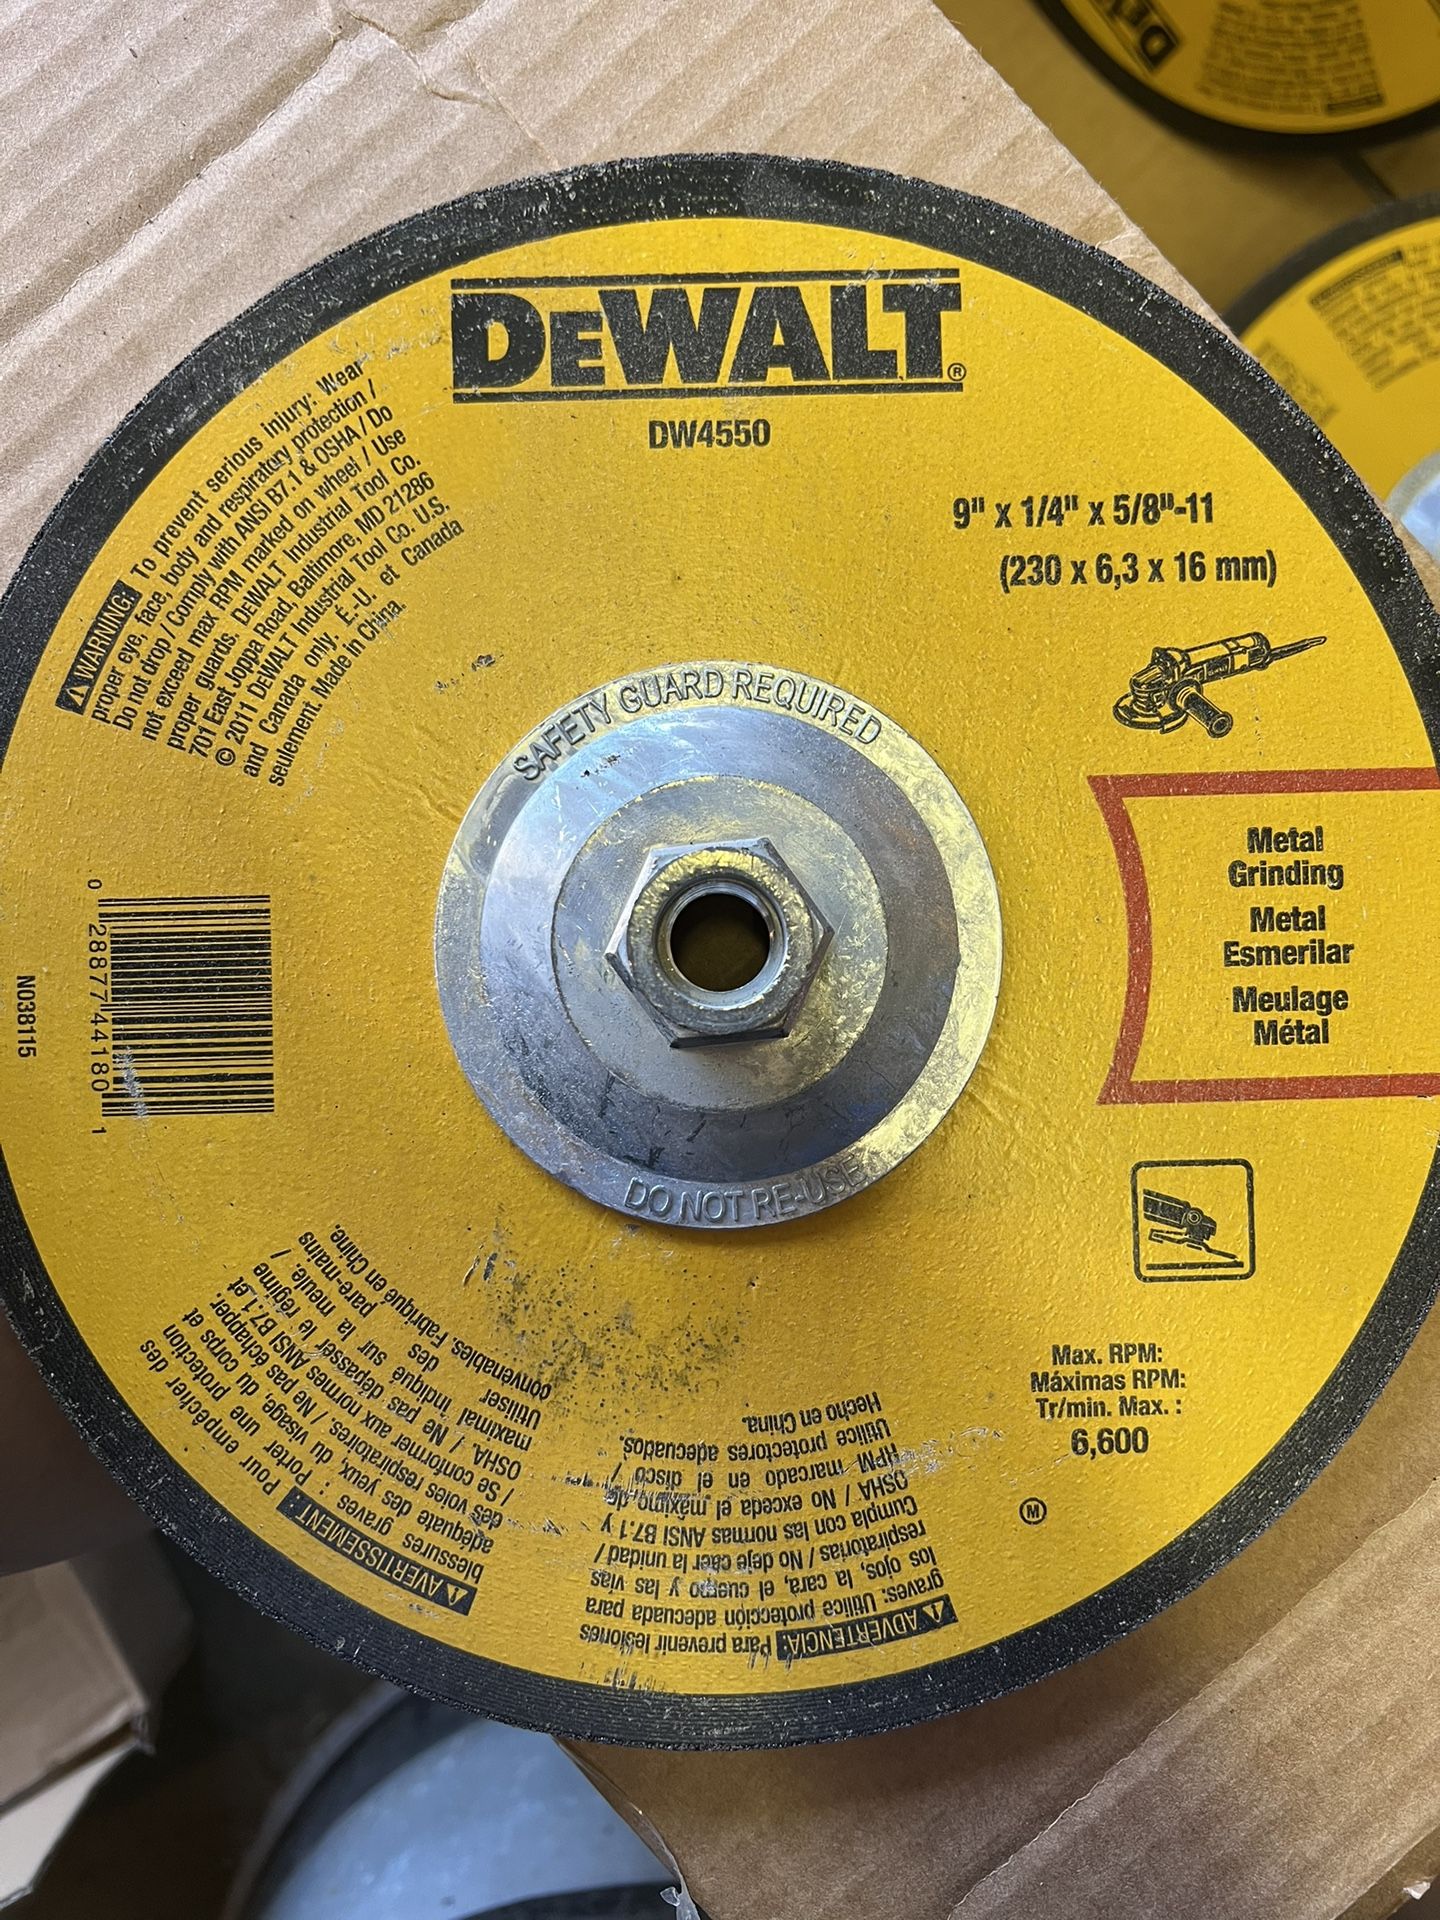 DEWALT®
DW4550
9" x 1/4" x 5/8"-11
(230 x 6,3 x 16 mm)
⚠ WARNING: To prevent serious injury: Wear
proper eye, face, body and respiratory protection /
Do not drop / Comply with ANSI B7.1 & OSHA / Do
not exceed max RPM marked on wheel / Use
proper guards. DEWALT Industrial Tool Co.
701 East Joppa Road, Baltimore, MD 21286
© 2011 DEWALT Industrial Tool Co. U.S.
and Canada only. É.-U. et Canada
seulement. Made in China.
SAFETY GUARD REQUIRED
DO NOT RE-USE
Metal
Grinding
Metal
Esmerilar
Meulage
Métal
0 28877 44180 1
N038115
Max. RPM:
Máximas RPM:
Tr/min. Max. :
6,600
M
⚠ AVERTISSEMENT : Pour empêcher des
blessures graves : Porter une protection
adéquate des yeux, du visage, du corps et
des voies respiratoires. / Ne pas échapper.
/ Se conformer aux normes ANSI B7.1 et
OSHA. / Ne pas dépasser le régime
maximal indiqué sur la meule. /
Utiliser des pare-mains
convenables. Fabriqué en Chine.
⚠ ADVERTENCIA: Para prevenir lesiones
graves: Utilice protección adecuada para
los ojos, la cara, el cuerpo y las vías
respiratorias / No deje caer la unidad /
Cumpla con las normas ANSI B7.1 y
OSHA / No exceda el máximo de
RPM marcado en el disco /
Utilice protectores adecuados.
Hecho en China.